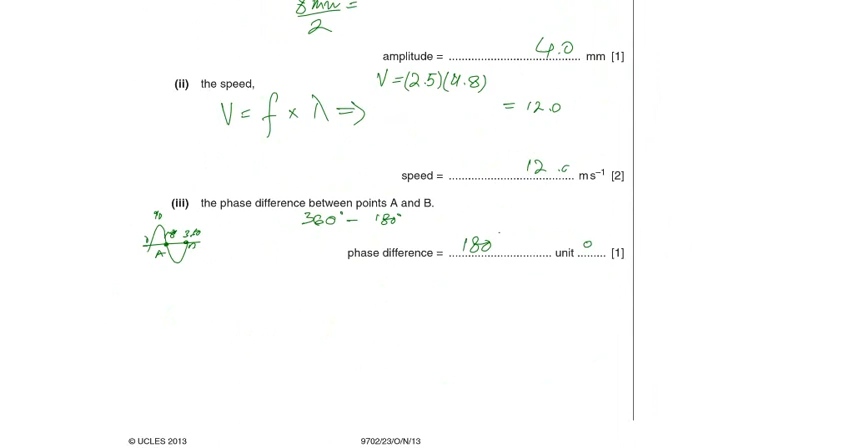 8 mm =
2
amplitude = 4.0 mm [1]
(ii) the speed,
V = (2.5)(4.8)
V = f × λ ⇒
= 12.0
speed = 12.0 m s⁻¹ [2]
(iii) the phase difference between points A and B.
360° − 180°
90
A
phase difference = 180 unit ° [1]
© UCLES 2013 9702/23/O/N/13